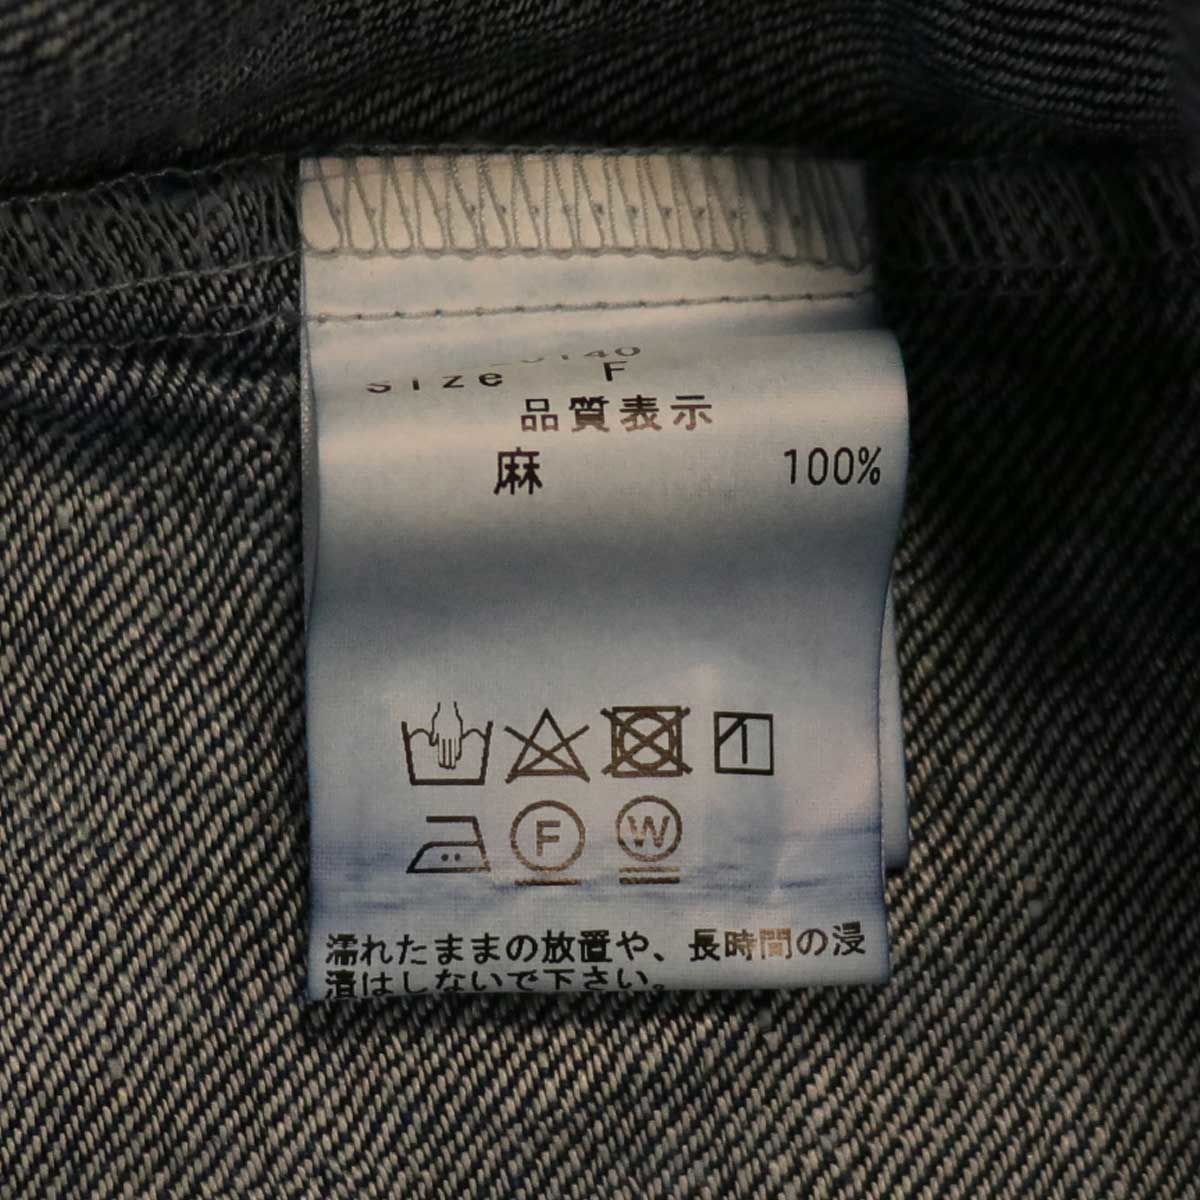 Size F
品質表示
麻 100%
F
W
濡れたままの放置や、長時間の浸
漬はしないで下さい。